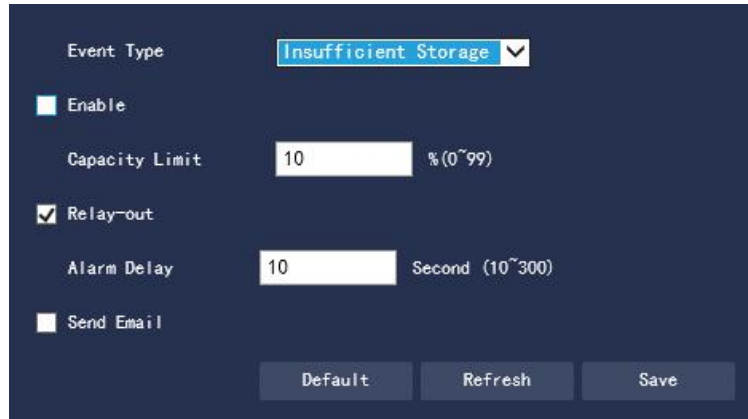 Event Type Insufficient Storage
Enable
Capacity Limit 10 %(0~99)
Relay-out
Alarm Delay 10 Second (10~300)
Send Email
Default Refresh Save